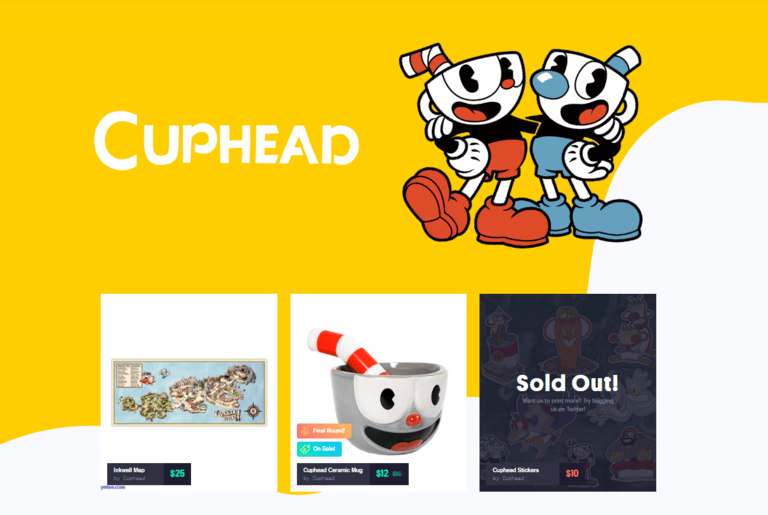 CUPHEAD
Sold Out!
Want us to print more? Try bugging
us on Twitter!
Final Round!
On Sale!
Inkwell Map
by Cuphead
$25
Cuphead Ceramic Mug
by Cuphead
$12
Cuphead Stickers
by Cuphead
$10